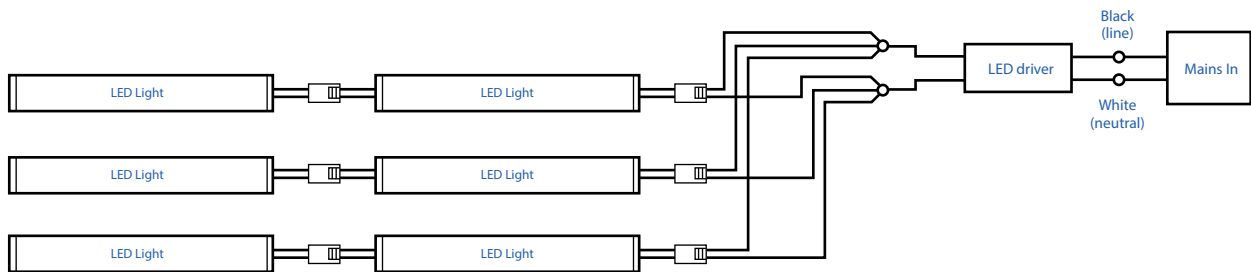 Black
(line)
LED Light
LED Light
LED driver
Mains In
White
(neutral)
LED Light
LED Light
LED Light
LED Light